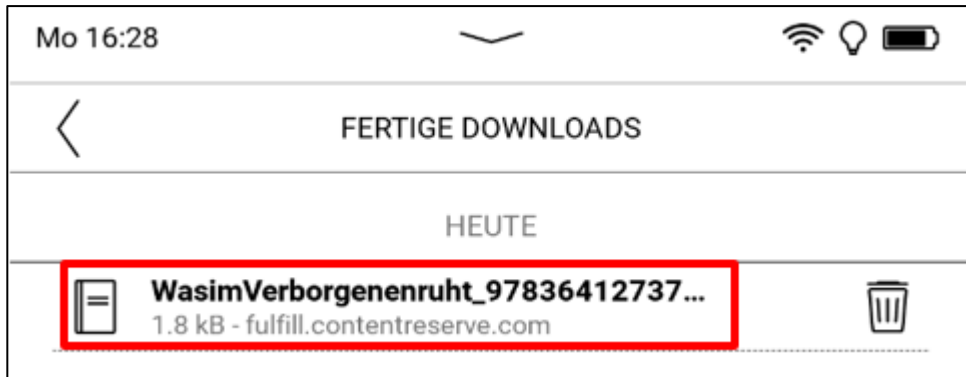 Mo 16:28
FERTIGE DOWNLOADS
HEUTE
WasimVerborgenenruht_97836412737...
1.8 kB - fulfill.contentreserve.com